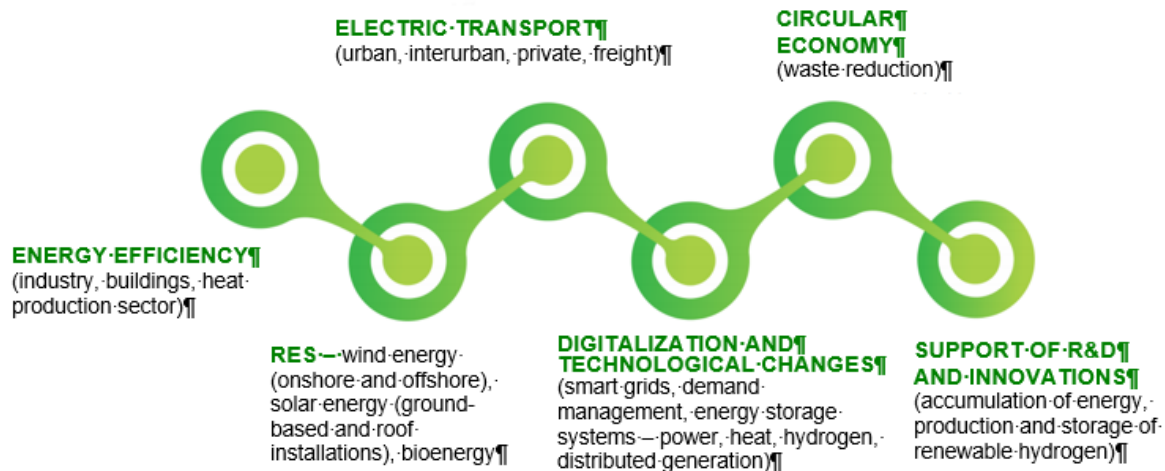 ELECTRIC·TRANSPORT¶
(urban,·interurban,·private,·freight)¶
CIRCULAR¶
ECONOMY¶
(waste·reduction)¶
ENERGY·EFFICIENCY¶
(industry,·buildings,·heat·
production·sector)¶
RES·–·wind·energy·
(onshore·and·offshore),·
solar·energy·(ground-
based·and·roof·
installations),·bioenergy¶
DIGITALIZATION·AND¶
TECHNOLOGICAL·CHANGES¶
(smart·grids,·demand·
management,·energy·storage·
systems·–·power,·heat,·hydrogen,·
distributed·generation)¶
SUPPORT·OF·R&D¶
AND·INNOVATIONS¶
(accumulation·of·energy,·
production·and·storage·of·
renewable·hydrogen)¶